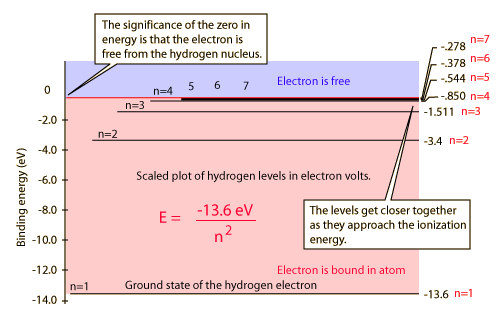 The significance of the zero in
energy is that the electron is
free from the hydrogen nucleus.
n=7
-.278
n=6
-.378
n=5
-.544
n=4
-.850
Electron is free
0
n=4
5
6
7
n=3
-1.511 n=3
-2.0
n=2
-3.4 n=2
-4.0
Binding energy (eV)
-6.0
Scaled plot of hydrogen levels in electron volts.
-8.0
E = -13.6 eV
n2
The levels get closer together
as they approach the ionization
energy.
-10.0
-12.0
Electron is bound in atom
n=1
Ground state of the hydrogen electron
-13.6 n=1
-14.0